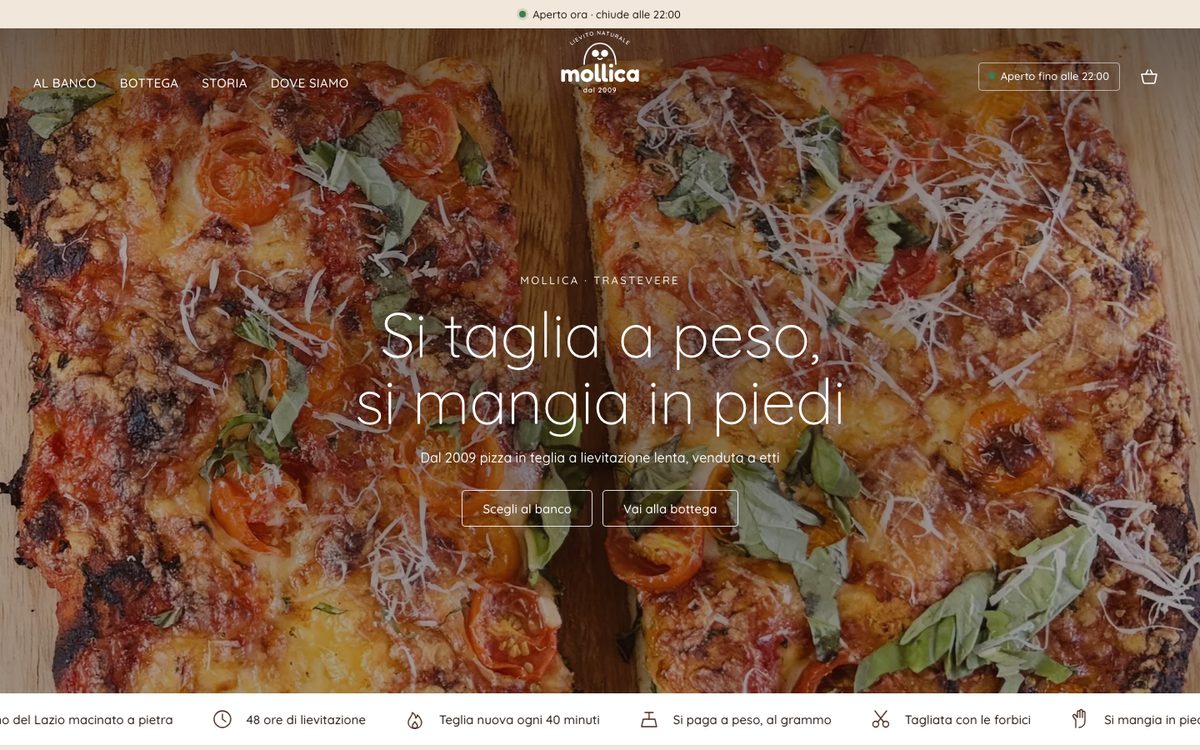 Aperto ora · chiude alle 22:00
LIEVITO NATURALE
mollica
dal 2009
AL BANCO
BOTTEGA
STORIA
DOVE SIAMO
Aperto fino alle 22:00
MOLLICA · TRASTEVERE
Si taglia a peso,
si mangia in piedi
Dal 2009 pizza in teglia a lievitazione lenta, venduta a etti
Scegli al banco
Vai alla bottega
del Lazio macinato a pietra
48 ore di lievitazione
Teglia nuova ogni 40 minuti
Si paga a peso, al grammo
Tagliata con le forbici
Si mangia in